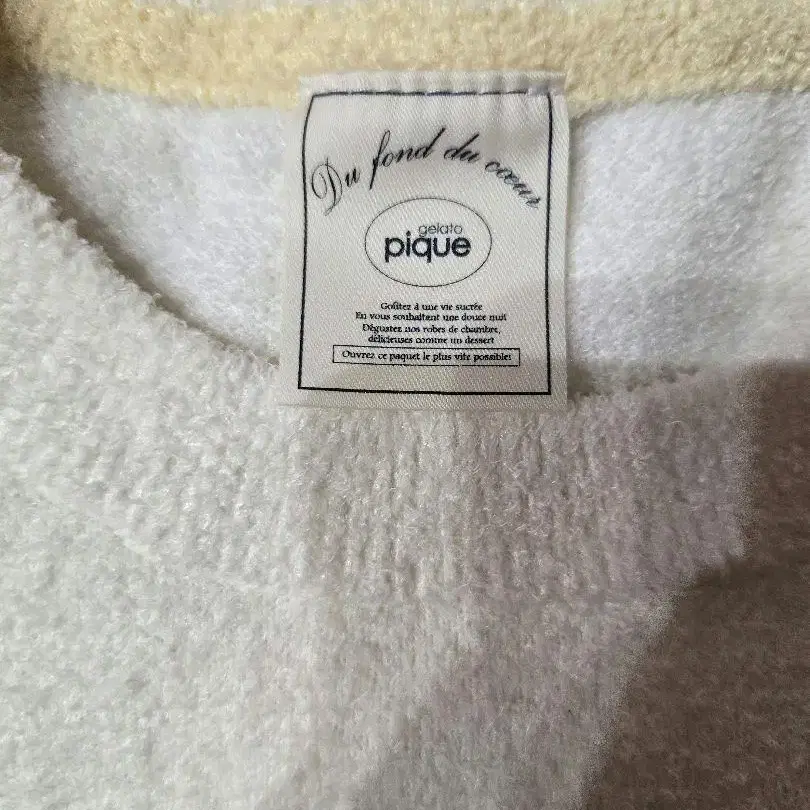 Du fond du cœur
gelato
pique
Goûtez à une vie sucrée
En vous souhaitent une douce nuit
Dégustez nos robes de chambre,
délicieuses comme un dessert
Ouvrez ce paquet le plus vite possible!